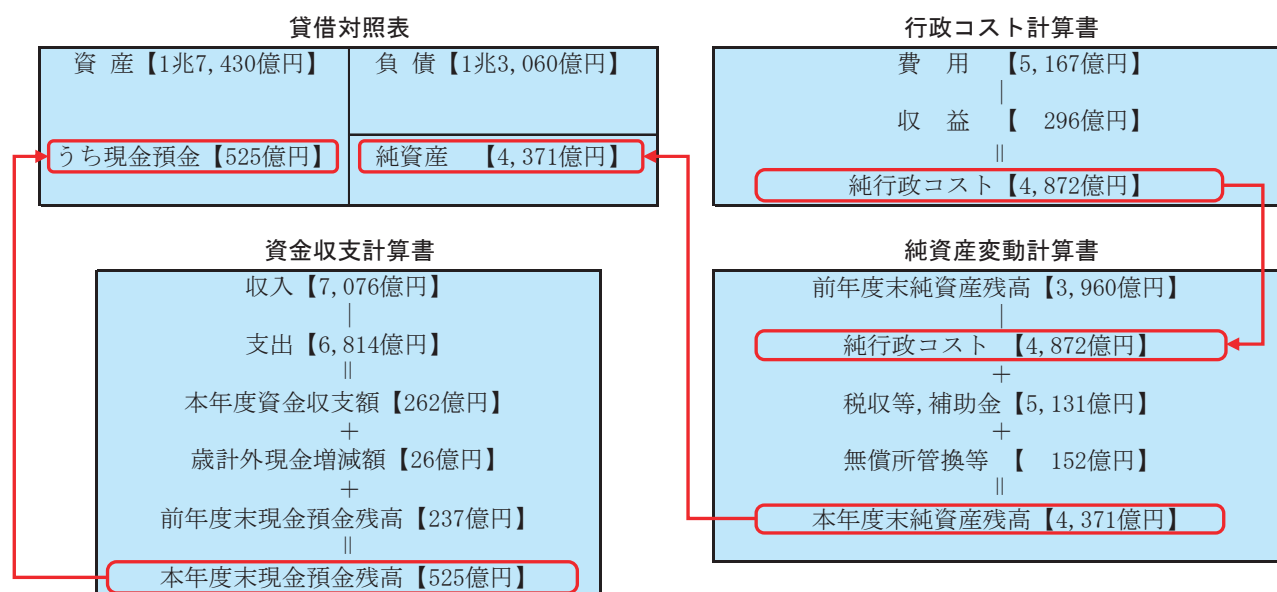 貸借対照表
資 産【1兆7,430億円】
負 債【1兆3,060億円】
うち現金預金【525億円】
純資産 【4,371億円】
行政コスト計算書
費 用 【5,167億円】
|
収 益 【 296億円】
||
純行政コスト【4,872億円】
資金収支計算書
収入【7,076億円】
|
支出【6,814億円】
||
本年度資金収支額【262億円】
+
歳計外現金増減額【26億円】
+
前年度末現金預金残高【237億円】
||
本年度末現金預金残高【525億円】
純資産変動計算書
前年度末純資産残高【3,960億円】
|
純行政コスト 【4,872億円】
+
税収等,補助金【5,131億円】
+
無償所管換等 【 152億円】
||
本年度末純資産残高【4,371億円】